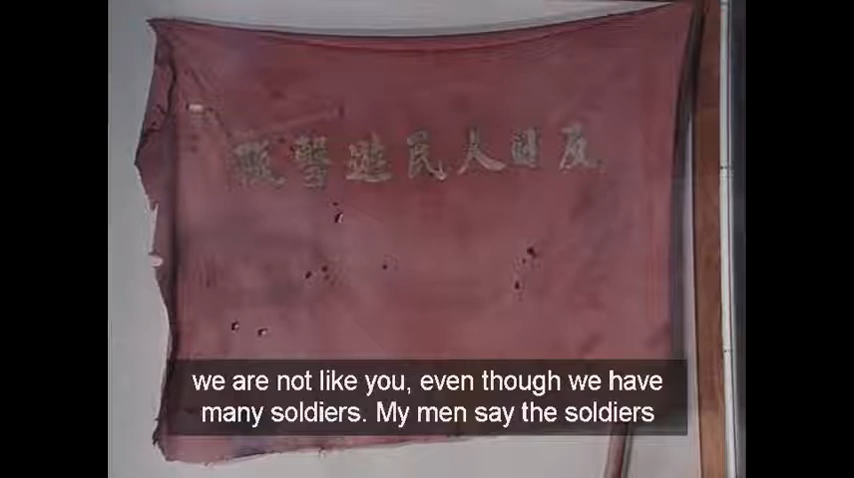 反日人民遊擊隊
we are not like you, even though we have
many soldiers. My men say the soldiers